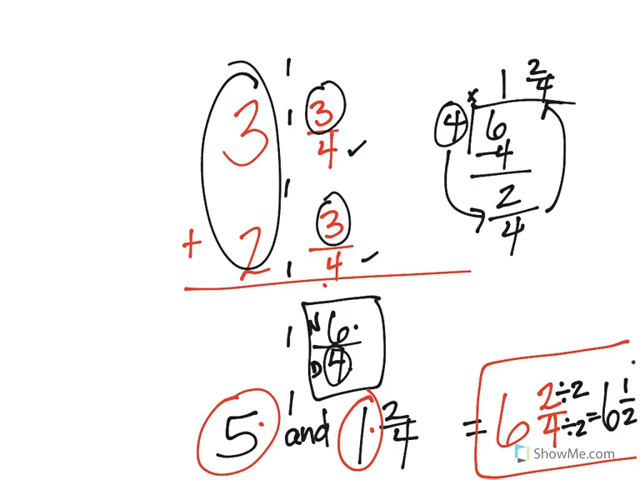 3 3/4 ✓
+ 2 3/4 ✓
N 6
D 4
5 and 1 2/4 = 6 2/4 ÷2 ÷2 = 6 1/2
1 2/4
4 6
-4
2/4
ShowMe.com